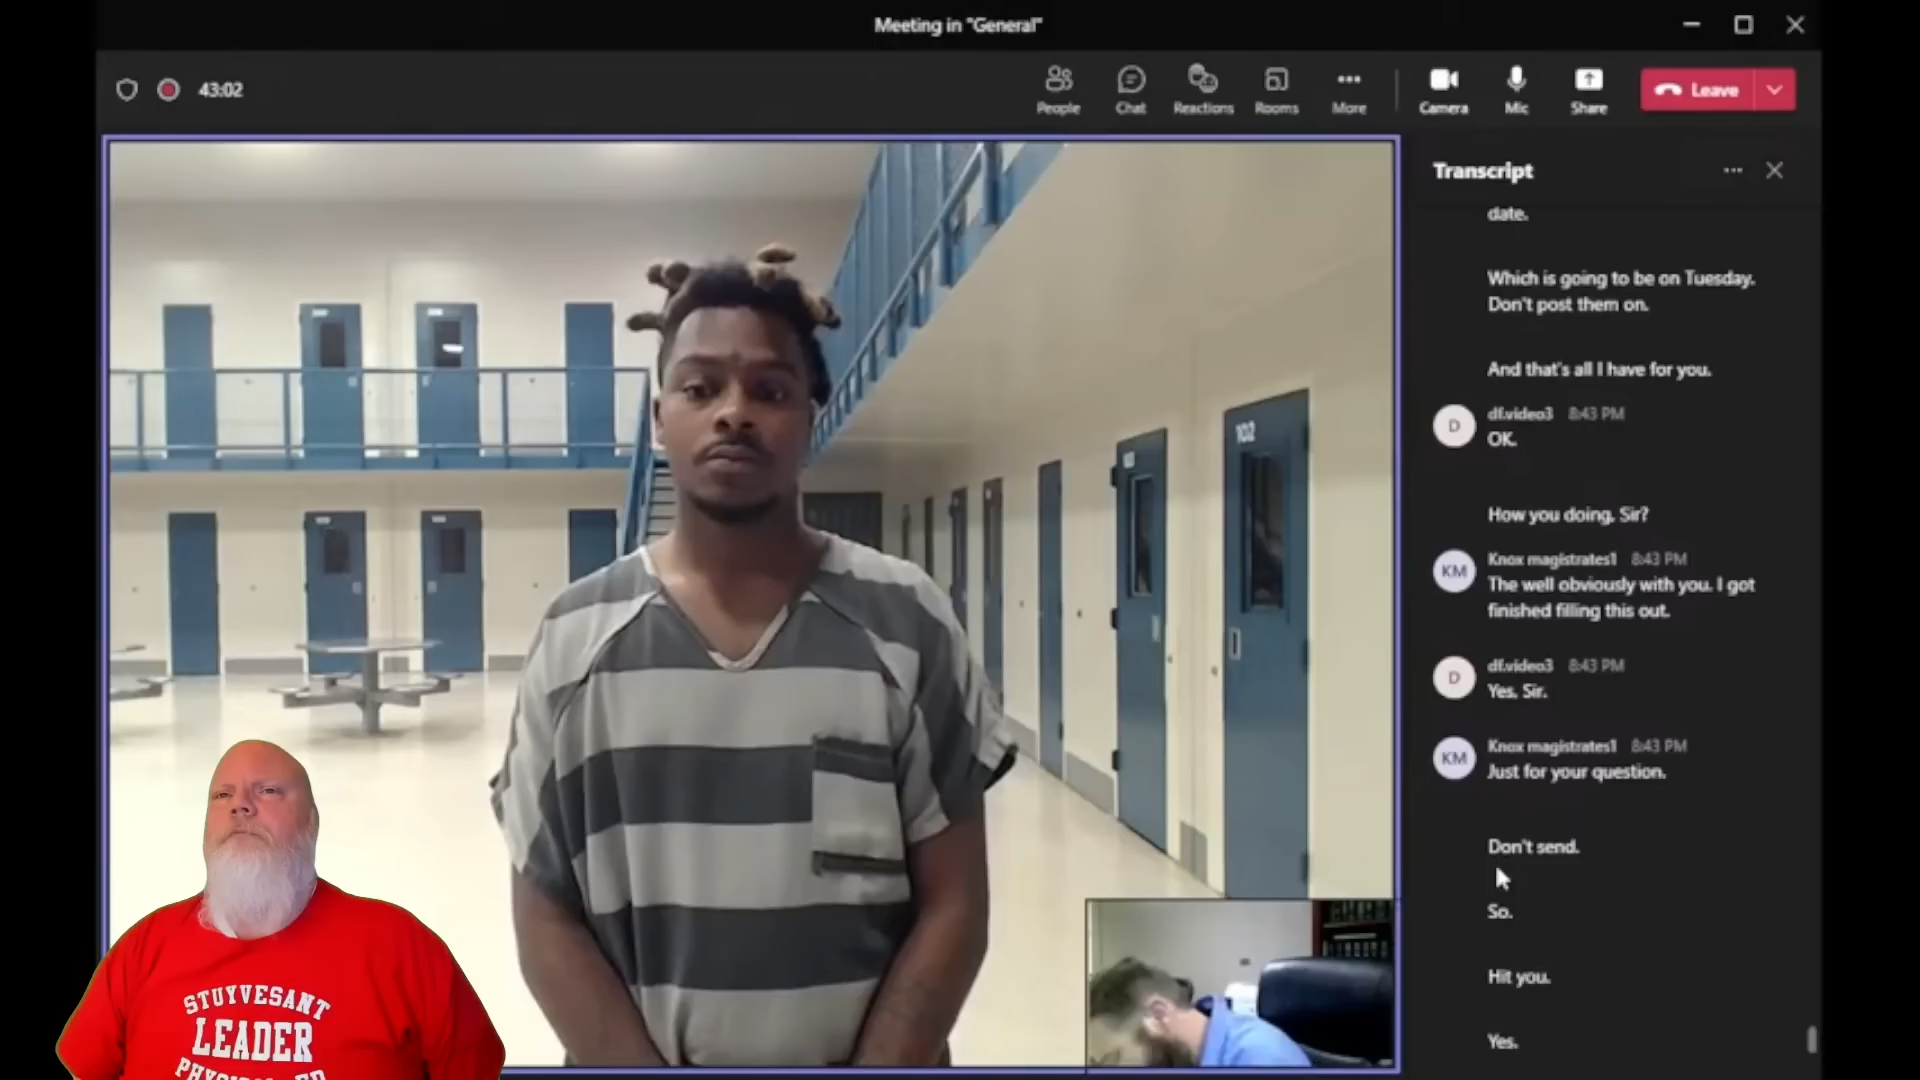 Meeting in "General"
43:02
People
Chat
Reactions
Rooms
More
Camera
Mic
Share
Leave
Transcript
date.
Which is going to be on Tuesday.
Don't post them on.
And that's all I have for you.
D
df.video3 8:43 PM
OK.
How you doing, Sir?
KM
Knox magistrates1 8:43 PM
The well obviously with you. I got
finished filling this out.
D
df.video3 8:43 PM
Yes, Sir.
KM
Knox magistrates1 8:43 PM
Just for your question.
Don't send.
So.
Hit you.
Yes.
102
STUYVESANT
LEADER